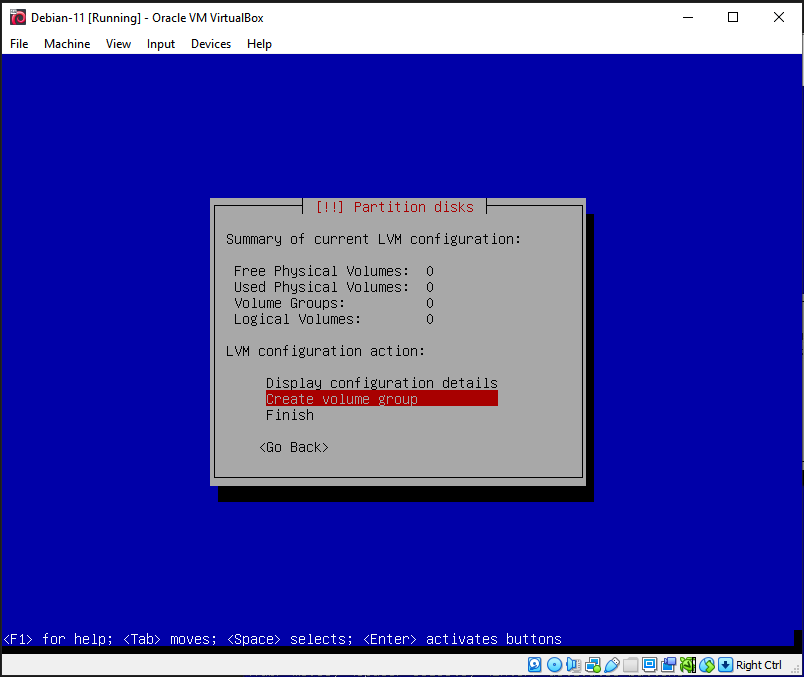 Debian-11 [Running] - Oracle VM VirtualBox
File Machine View Input Devices Help
[!!] Partition disks
Summary of current LVM configuration:
Free Physical Volumes: 0
Used Physical Volumes: 0
Volume Groups: 0
Logical Volumes: 0
LVM configuration action:
Display configuration details
Create volume group
Finish
<Go Back>
<F1> for help; <Tab> moves; <Space> selects; <Enter> activates buttons
Right Ctrl